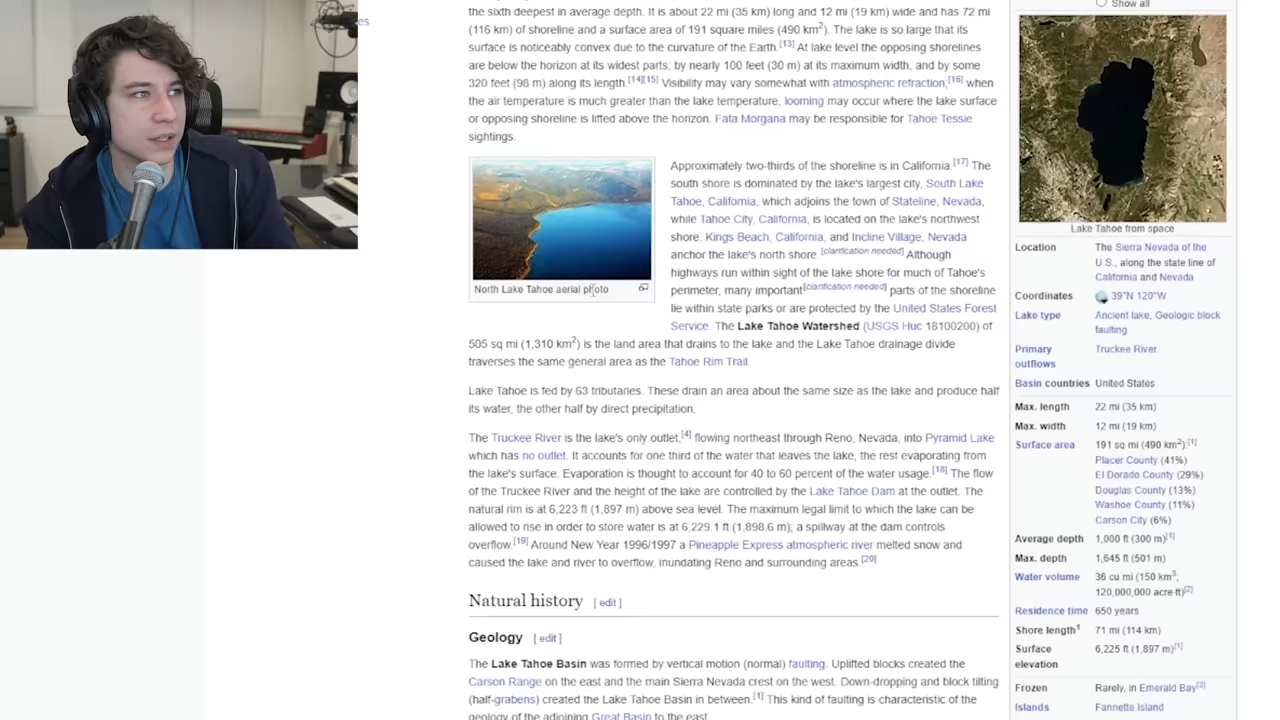 es
the sixth deepest in average depth. It is about 22 mi (35 km) long and 12 mi (19 km) wide and has 72 mi
(116 km) of shoreline and a surface area of 191 square miles (490 km2). The lake is so large that its
surface is noticeably convex due to the curvature of the Earth.[13] At lake level the opposing shorelines
are below the horizon at its widest parts; by nearly 100 feet (30 m) at its maximum width, and by some
320 feet (98 m) along its length.[14][15] Visibility may vary somewhat with atmospheric refraction;[16] when
the air temperature is much greater than the lake temperature, looming may occur where the lake surface
or opposing shoreline is lifted above the horizon. Fata Morgana may be responsible for Tahoe Tessie
sightings.
North Lake Tahoe aerial photo
Approximately two-thirds of the shoreline is in California.[17] The
south shore is dominated by the lake's largest city, South Lake
Tahoe, California, which adjoins the town of Stateline, Nevada,
while Tahoe City, California, is located on the lake's northwest
shore. Kings Beach, California, and Incline Village, Nevada
anchor the lake's north shore.[clarification needed] Although
highways run within sight of the lake shore for much of Tahoe's
perimeter, many important[clarification needed] parts of the shoreline
lie within state parks or are protected by the United States Forest
Service. The Lake Tahoe Watershed (USGS Huc 18100200) of
505 sq mi (1,310 km2) is the land area that drains to the lake and the Lake Tahoe drainage divide
traverses the same general area as the Tahoe Rim Trail.
Lake Tahoe is fed by 63 tributaries. These drain an area about the same size as the lake and produce half
its water, the other half by direct precipitation.
The Truckee River is the lake's only outlet,[4] flowing northeast through Reno, Nevada, into Pyramid Lake
which has no outlet. It accounts for one third of the water that leaves the lake, the rest evaporating from
the lake's surface. Evaporation is thought to account for 40 to 60 percent of the water usage.[18] The flow
of the Truckee River and the height of the lake are controlled by the Lake Tahoe Dam at the outlet. The
natural rim is at 6,223 ft (1,897 m) above sea level. The maximum legal limit to which the lake can be
allowed to rise in order to store water is at 6,229.1 ft (1,898.6 m); a spillway at the dam controls
overflow.[19] Around New Year 1996/1997 a Pineapple Express atmospheric river melted snow and
caused the lake and river to overflow, inundating Reno and surrounding areas.[20]
Natural history [ edit ]
Geology [ edit ]
The Lake Tahoe Basin was formed by vertical motion (normal) faulting. Uplifted blocks created the
Carson Range on the east and the main Sierra Nevada crest on the west. Down-dropping and block tilting
(half-grabens) created the Lake Tahoe Basin in between.[1] This kind of faulting is characteristic of the
geology of the adjoining Great Basin to the east.
Show all
Lake Tahoe from space
Location The Sierra Nevada of the
U.S., along the state line of
California and Nevada
Coordinates 39°N 120°W
Lake type Ancient lake, Geologic block
faulting
Primary Truckee River
outflows
Basin countries United States
Max. length 22 mi (35 km)
Max. width 12 mi (19 km)
Surface area 191 sq mi (490 km2):[1]
Placer County (41%)
El Dorado County (29%)
Douglas County (13%)
Washoe County (11%)
Carson City (6%)
Average depth 1,000 ft (300 m)[1]
Max. depth 1,645 ft (501 m)
Water volume 36 cu mi (150 km3,
120,000,000 acre⋅ft)[2]
Residence time 650 years
Shore length1 71 mi (114 km)
Surface 6,225 ft (1,897 m)[1]
elevation
Frozen Rarely, in Emerald Bay[3]
Islands Fannette Island